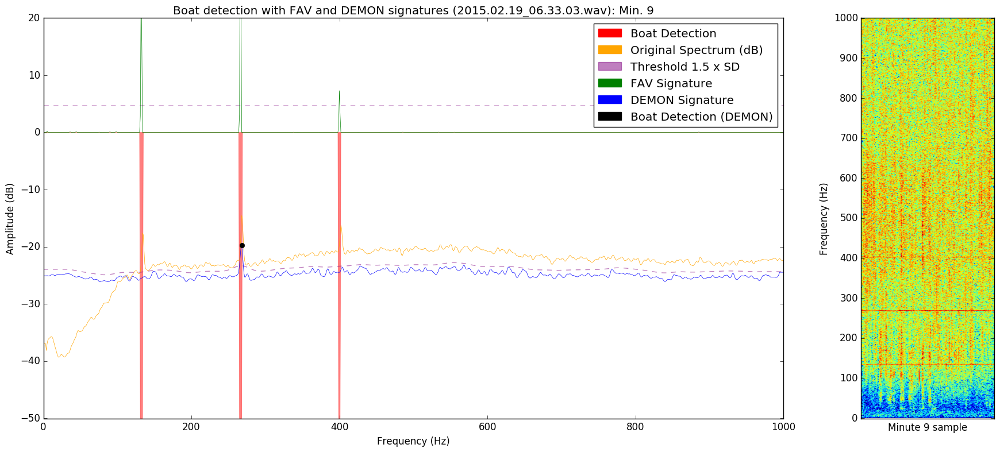 Boat detection with FAV and DEMON signatures (2015.02.19_06.33.03.wav): Min. 9
20
10
0
−10
−20
−30
−40
−50
Amplitude (dB)
0
200
400
600
800
1000
Frequency (Hz)
Boat Detection
Original Spectrum (dB)
Threshold 1.5 x SD
FAV Signature
DEMON Signature
Boat Detection (DEMON)
1000
900
800
700
600
500
400
300
200
100
0
Frequency (Hz)
Minute 9 sample